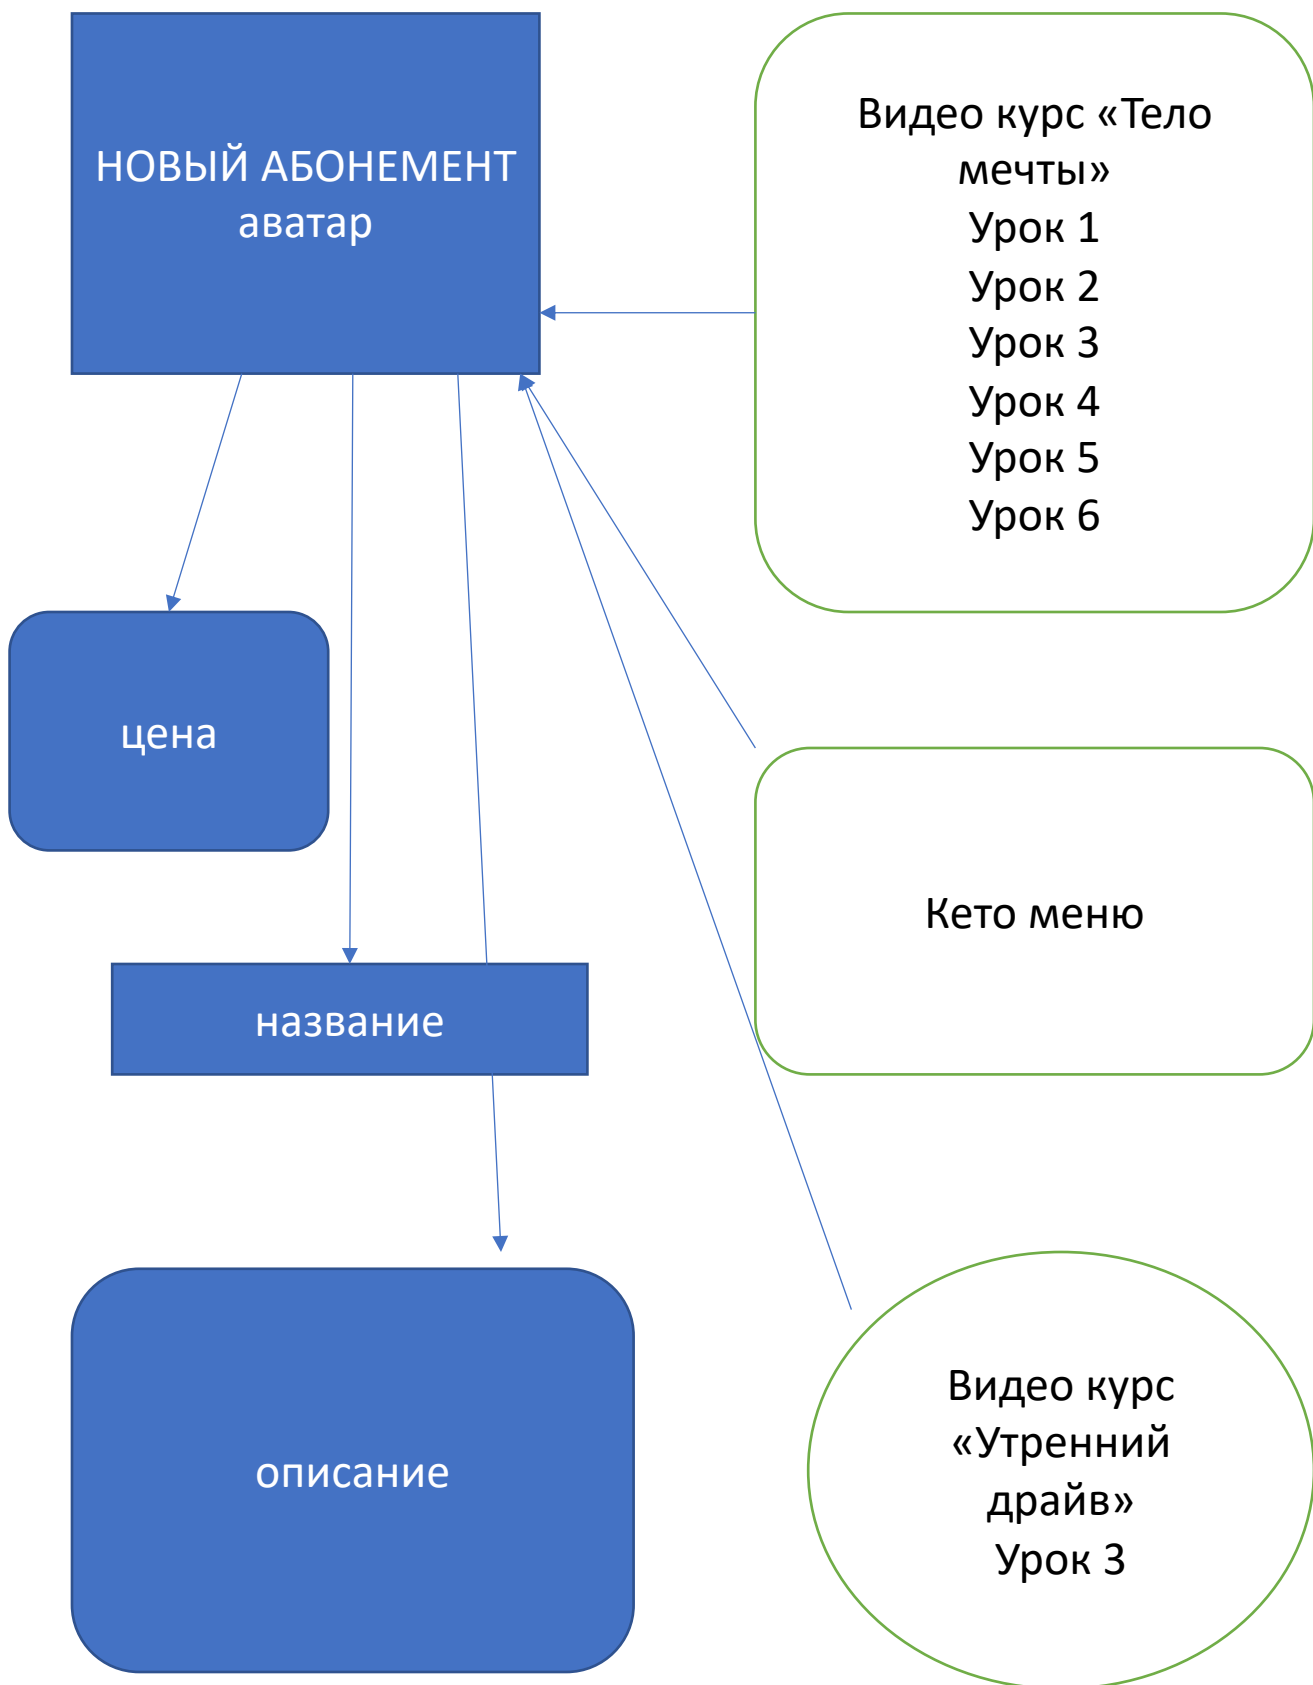 НОВЫЙ АБОНЕМЕНТ
аватар
Видео курс «Тело
мечты»
Урок 1
Урок 2
Урок 3
Урок 4
Урок 5
Урок 6
цена
Кето меню
название
описание
Видео курс
«Утренний
драйв»
Урок 3